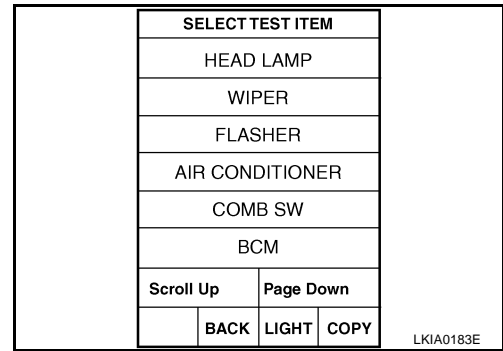 SELECT TEST ITEM
HEAD LAMP
WIPER
FLASHER
AIR CONDITIONER
COMB SW
BCM
Scroll Up Page Down
BACK LIGHT COPY
LKIA0183E